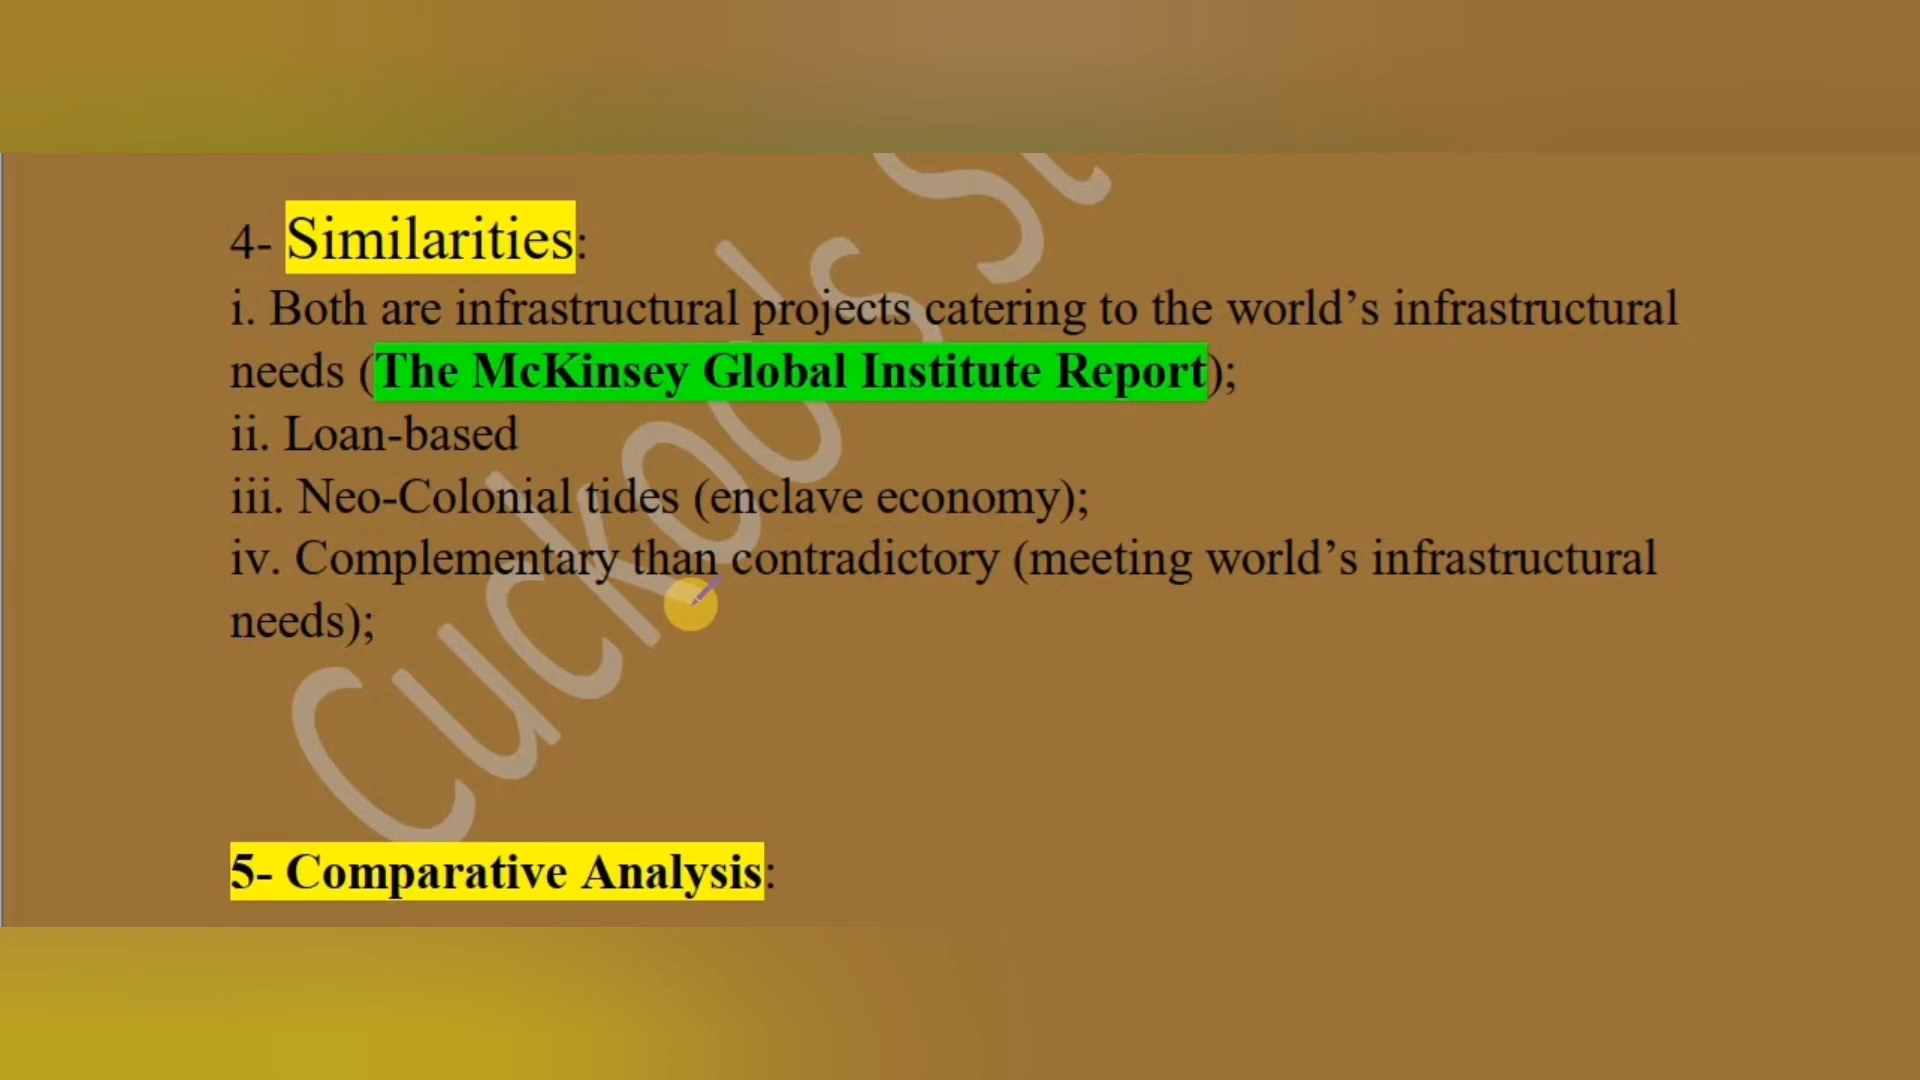 4- Similarities:
i. Both are infrastructural projects catering to the world’s infrastructural
needs (The McKinsey Global Institute Report);
ii. Loan-based
iii. Neo-Colonial tides (enclave economy);
iv. Complementary than contradictory (meeting world’s infrastructural
needs);
Cuckoo's
5- Comparative Analysis: